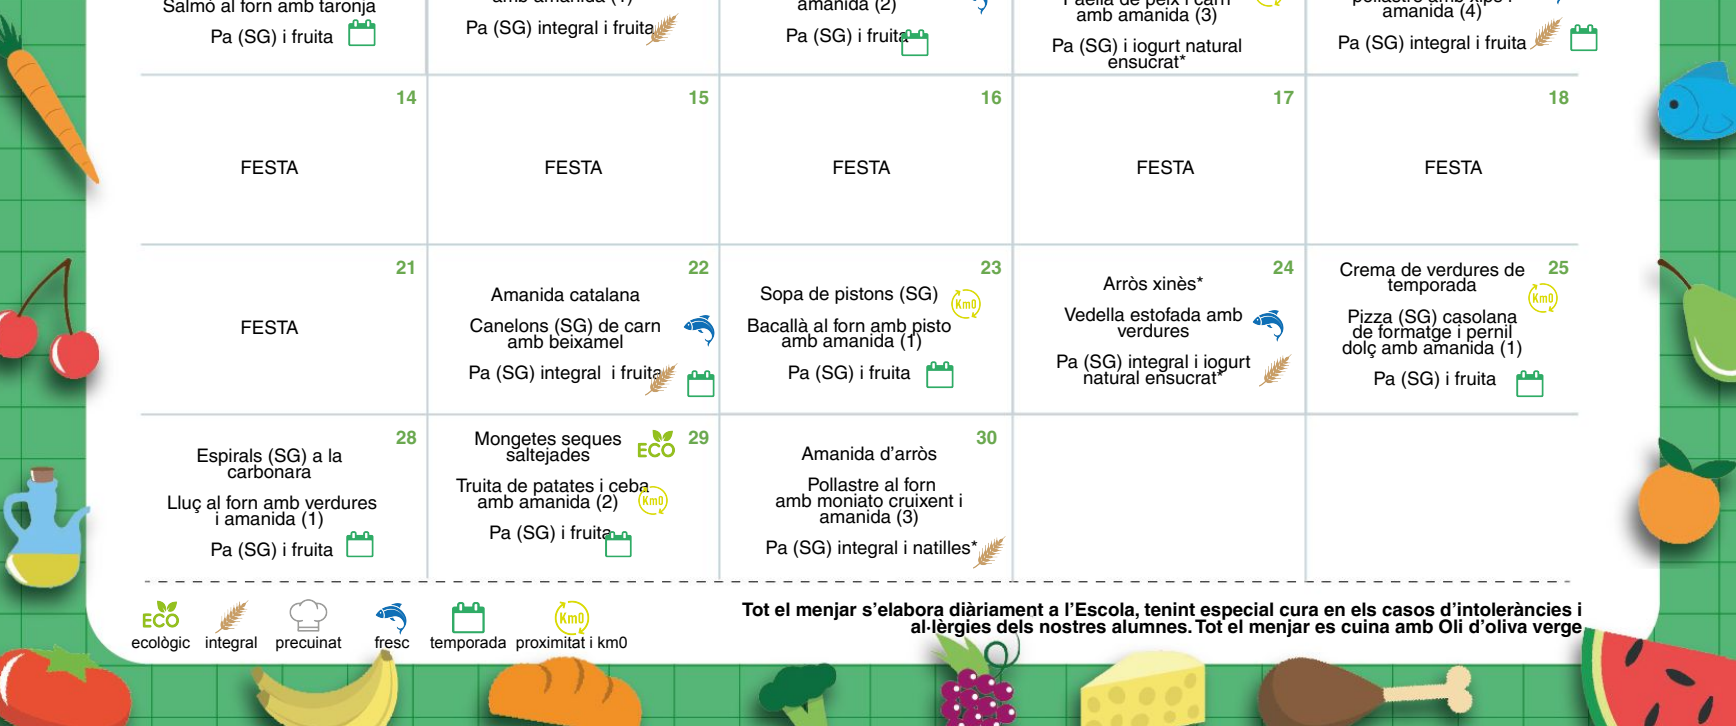 Salmó al forn amb taronja
Pa (SG) i fruita
Pa (SG) integral i fruita
amanida (2)
Pa (SG) i fruita
amb amanida (3)
Pa (SG) i iogurt natural
ensucrat*
amanida (4)
Pa (SG) integral i fruita
14
FESTA
15
FESTA
16
FESTA
17
FESTA
18
FESTA
21
FESTA
22
Amanida catalana
Canelons (SG) de carn
amb beixamel
Pa (SG) integral i fruita
23
Sopa de pistons (SG)
Km0
Bacallà al forn amb pisto
amb amanida (1)
Pa (SG) i fruita
24
Arròs xinès*
Vedella estofada amb
verdures
Pa (SG) integral i iogurt
natural ensucrat*
25
Crema de verdures de
temporada
Km0
Pizza (SG) casolana
de formatge i pernil
dolç amb amanida (1)
Pa (SG) i fruita
28
Espirals (SG) a la
carbonara
Lluç al forn amb verdures
i amanida (1)
Pa (SG) i fruita
29
Mongetes seques
saltejades
ECO
Truita de patates i ceba
amb amanida (2)
Km0
Pa (SG) i fruita
30
Amanida d'arròs
Pollastre al forn
amb moniato cruixent i
amanida (3)
Pa (SG) integral i natilles*
ECO
ecològic
integral
precuinat
fresc
temporada
Km0
proximitat i km0
Tot el menjar s'elabora diàriament a l'Escola, tenint especial cura en els casos d'intoleràncies i
al·lèrgies dels nostres alumnes. Tot el menjar es cuina amb Oli d'oliva verge